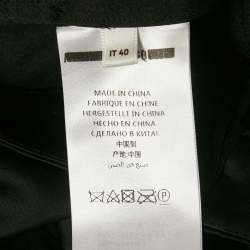 IT 40
MADE IN CHINA
FABRIQUE EN CHINE
HERGESTELLT IN CHINA
HECHO EN CHINA
СДЕЛАНО В КИТАЕ
中国製
产地:中国
صنع في الصين